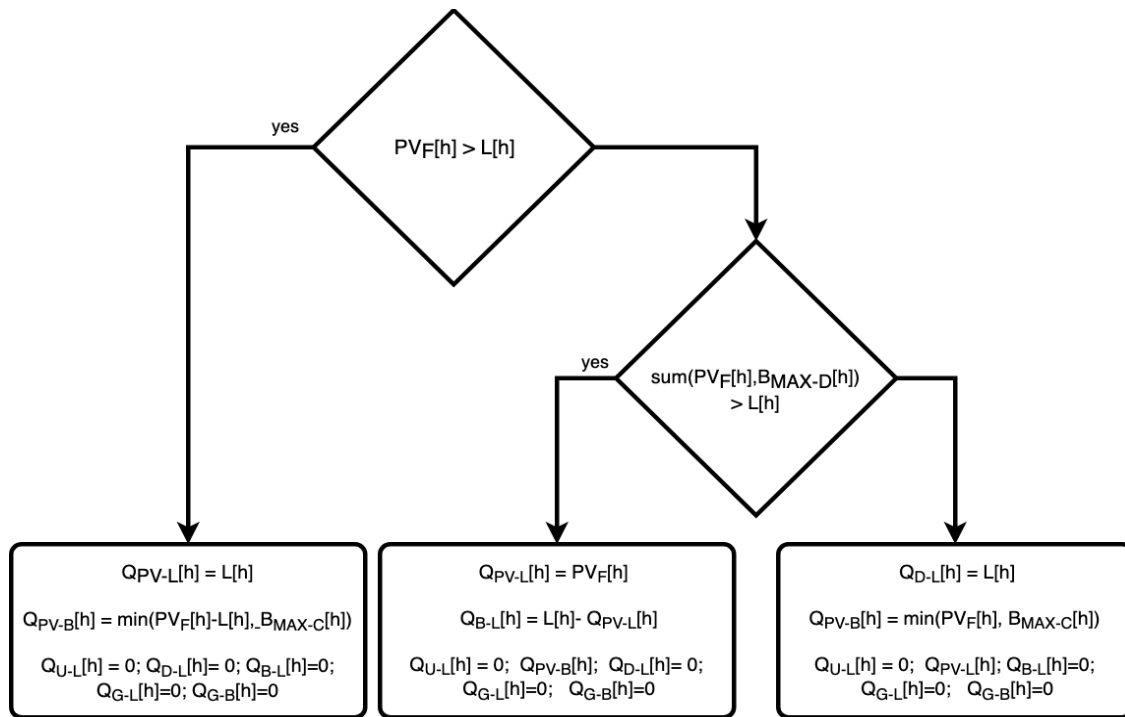 yes
PVF[h] > L[h]
yes
sum(PVF[h],BMAX-D[h])
> L[h]
QPV-L[h] = L[h]
QPV-B[h] = min(PVF[h]-L[h],_BMAX-C[h])
QU-L[h] = 0; QD-L[h]= 0; QB-L[h]=0;
QG-L[h]=0; QG-B[h]=0
QPV-L[h] = PVF[h]
QB-L[h] = L[h]- QPV-L[h]
QU-L[h] = 0; QPV-B[h]; QD-L[h]= 0;
QG-L[h]=0; QG-B[h]=0
QD-L[h] = L[h]
QPV-B[h] = min(PVF[h], BMAX-C[h])
QU-L[h] = 0; QPV-L[h]; QB-L[h]=0;
QG-L[h]=0; QG-B[h]=0